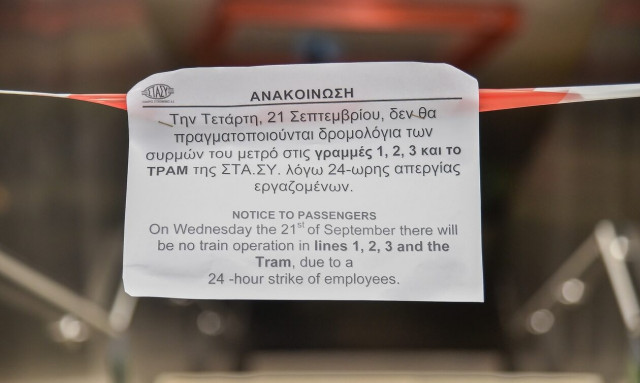 ΣΤΑΣΥ
ΑΝΑΚΟΙΝΩΣΗ
Την Τετάρτη, 21 Σεπτεμβρίου, δεν θα
πραγματοποιούνται δρομολόγια των
συρμών του μετρό στις γραμμές 1, 2, 3 και το
ΤΡΑΜ της ΣΤΑ.ΣΥ. λόγω 24-ωρης απεργίας
εργαζομένων.
NOTICE TO PASSENGERS
On Wednesday the 21st of September there will
be no train operation in lines 1, 2, 3 and the
Tram, due to a
24 -hour strike of employees.